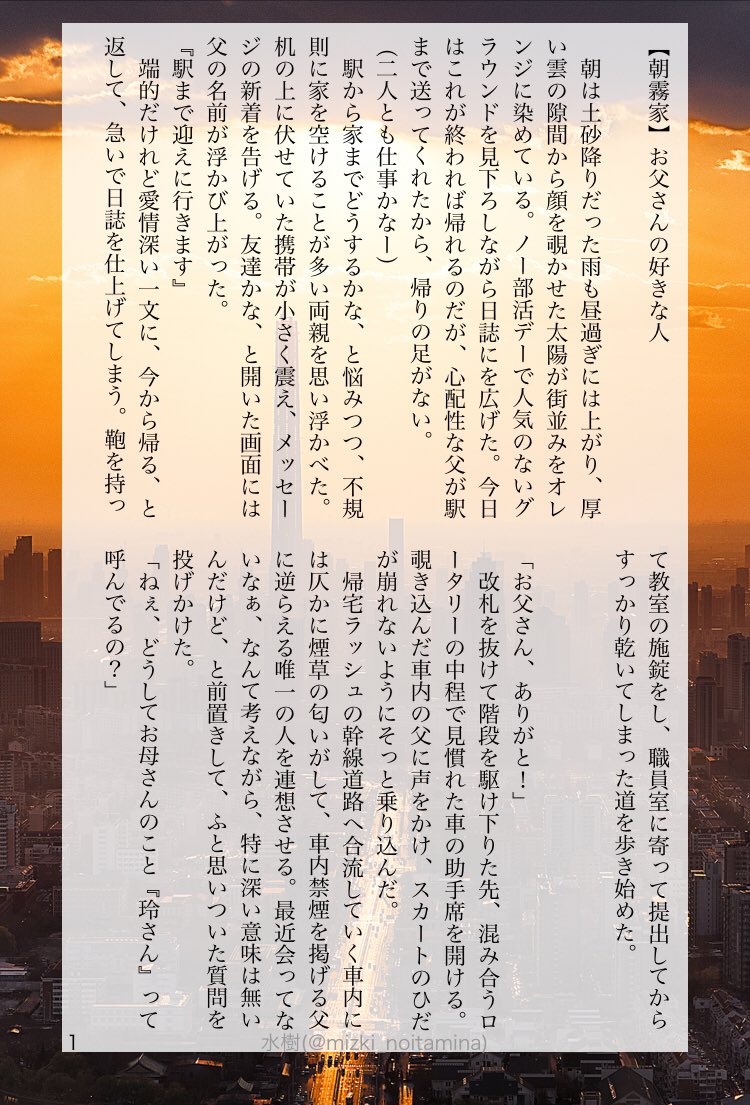 【朝霧家】 お父さんの好きな人
　朝は土砂降りだった雨も昼過ぎには上がり、厚
い雲の隙間から顔を覗かせた太陽が街並みをオレ
ンジに染めている。ノー部活デーで人気のないグ
ラウンドを見下ろしながら日誌にを広げた。今日
はこれが終われば帰れるのだが、心配性な父が駅
まで送ってくれたから、帰りの足がない。
(二人とも仕事かなー)
　駅から家までどうするかな、と悩みつつ、不規
則に家を空けることが多い両親を思い浮かべた。
机の上に伏せていた携帯が小さく震え、メッセー
ジの新着を告げる。友達かな、と開いた画面には
父の名前が浮かび上がった。
『駅まで迎えに行きます』
　端的だけれど愛情深い一文に、今から帰る、と
返して、急いで日誌を仕上げてしまう。鞄を持っ
て教室の施錠をし、職員室に寄って提出してから
すっかり乾いてしまった道を歩き始めた。
「お父さん、ありがと！」
　改札を抜けて階段を駆け下りた先、混み合うロ
ータリーの中程で見慣れた車の助手席を開ける。
覗き込んだ車内の父に声をかけ、スカートのひだ
が崩れないようにそっと乗り込んだ。
　帰宅ラッシュの幹線道路へ合流していく車内に
は仄かに煙草の匂いがして、車内禁煙を掲げる父
に逆らえる唯一の人を連想させる。最近会ってな
いなぁ、なんて考えながら、特に深い意味は無い
んだけど、と前置きして、ふと思いついた質問を
投げかけた。
「ねぇ、どうしてお母さんのこと『玲さん』って
呼んでるの？」
1
水樹(@mizki_noitamina)